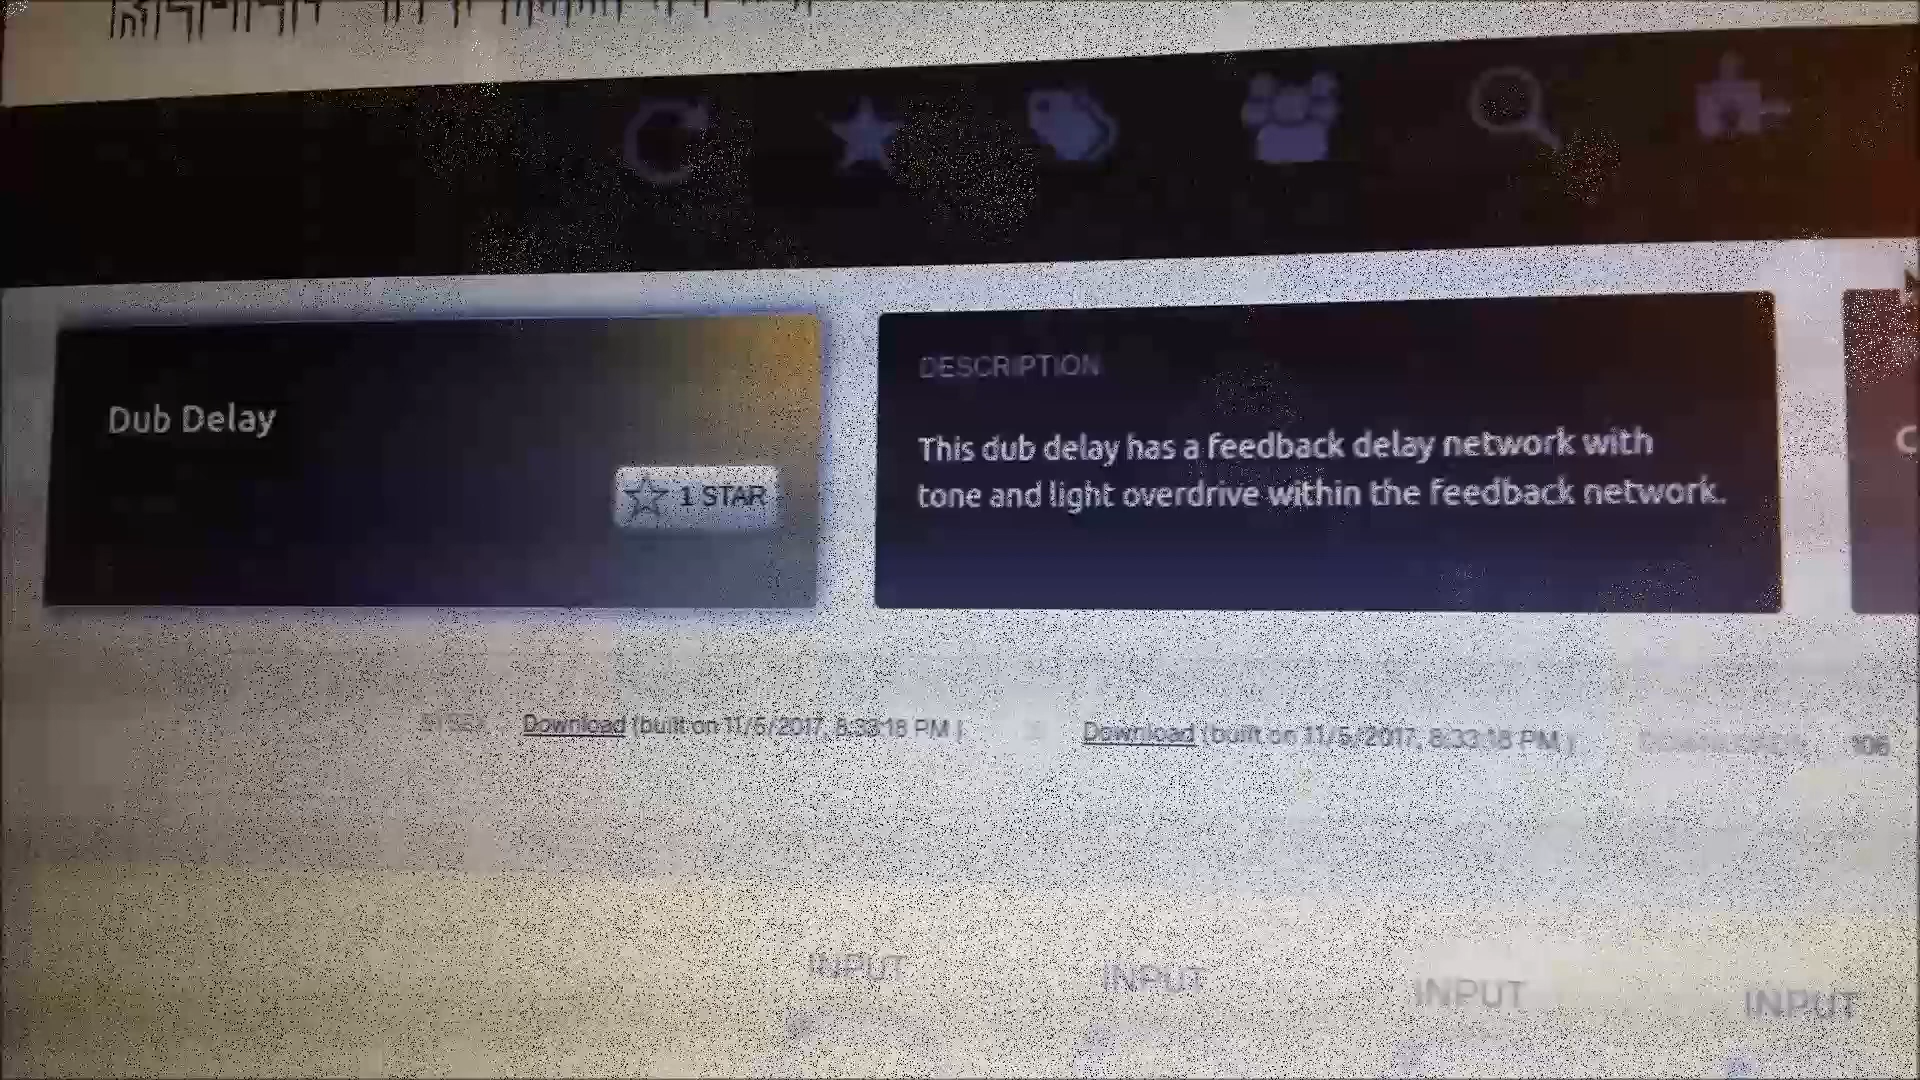 DESCRIPTION
Dub Delay
This dub delay has a feedback delay network with
tone and light overdrive within the feedback network.
1 STAR
Download (built on 11/5/2017, 8:33:18 PM )
Download (built on 11/5/2017, 8:33:18 PM )
106
INPUT
INPUT
INPUT
INPUT